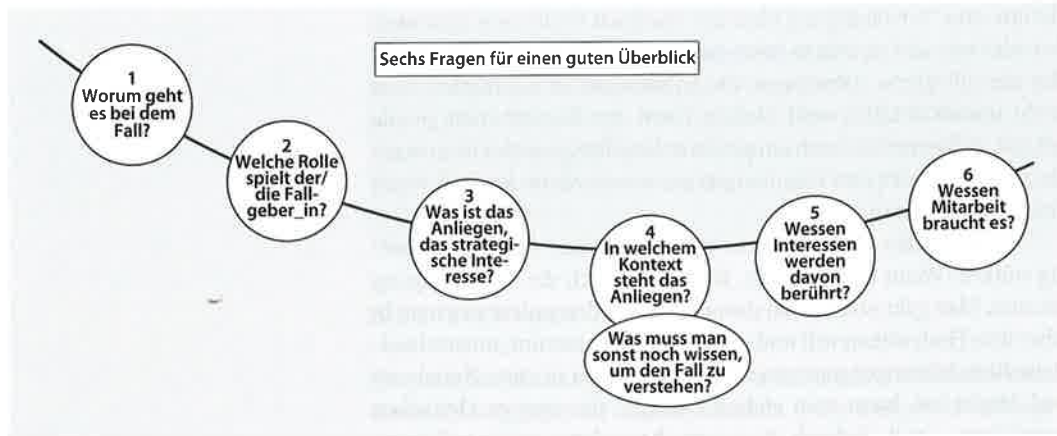 Sechs Fragen für einen guten Überblick
1
Worum geht
es bei dem
Fall?
2
Welche Rolle
spielt der/
die Fall-
geber_in?
3
Was ist das
Anliegen,
das strategi-
sche Inte-
resse?
4
In welchem
Kontext
steht das
Anliegen?
Was muss man
sonst noch wissen,
um den Fall zu
verstehen?
5
Wessen
Interessen
werden
davon
berührt?
6
Wessen
Mitarbeit
braucht es?